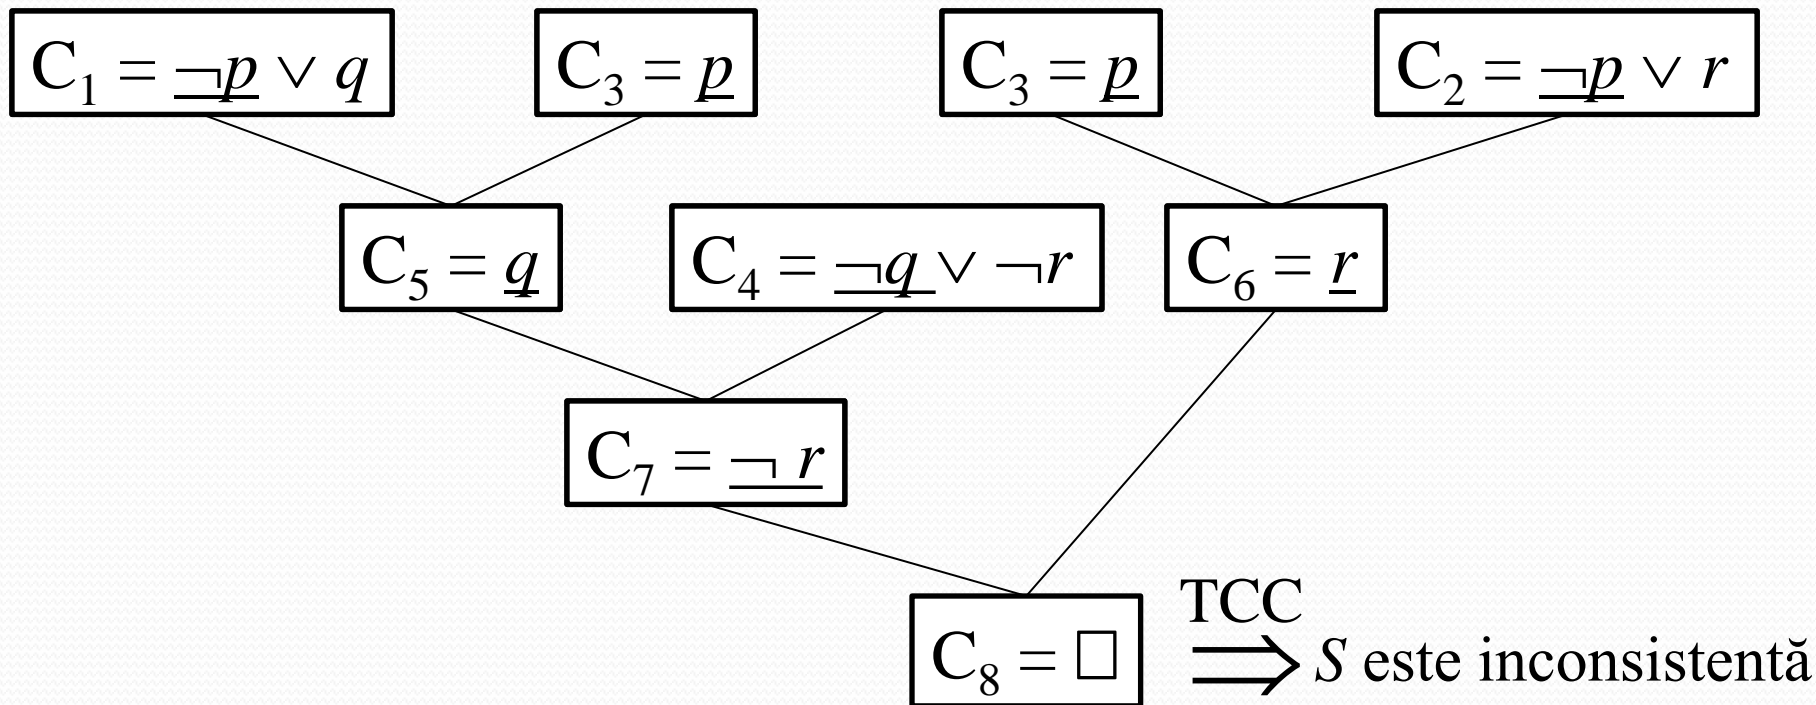 C₁ = ¬p ∨ q
C₃ = p
C₃ = p
C₂ = ¬p ∨ r
C₅ = q
C₄ = ¬q ∨ ¬r
C₆ = r
C₇ = ¬ r
C₈ = □
TCC
⇒ S este inconsistentă